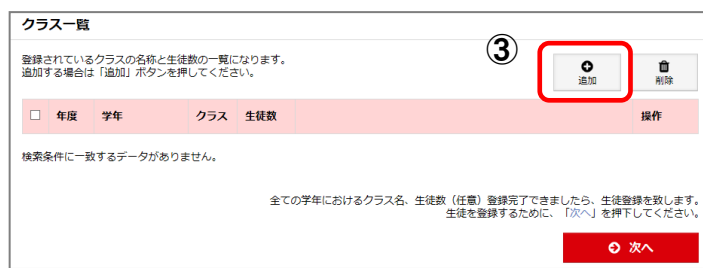 クラス一覧
登録されているクラスの名称と生徒数の一覧になります。
追加する場合は「追加」ボタンを押してください。
③
追加
削除
年度 学年 クラス 生徒数 操作
検索条件に一致するデータがありません。
全ての学年におけるクラス名、生徒数（任意）登録完了できましたら、生徒登録を致します。
生徒を登録するために、「次へ」を押下してください。
次へ